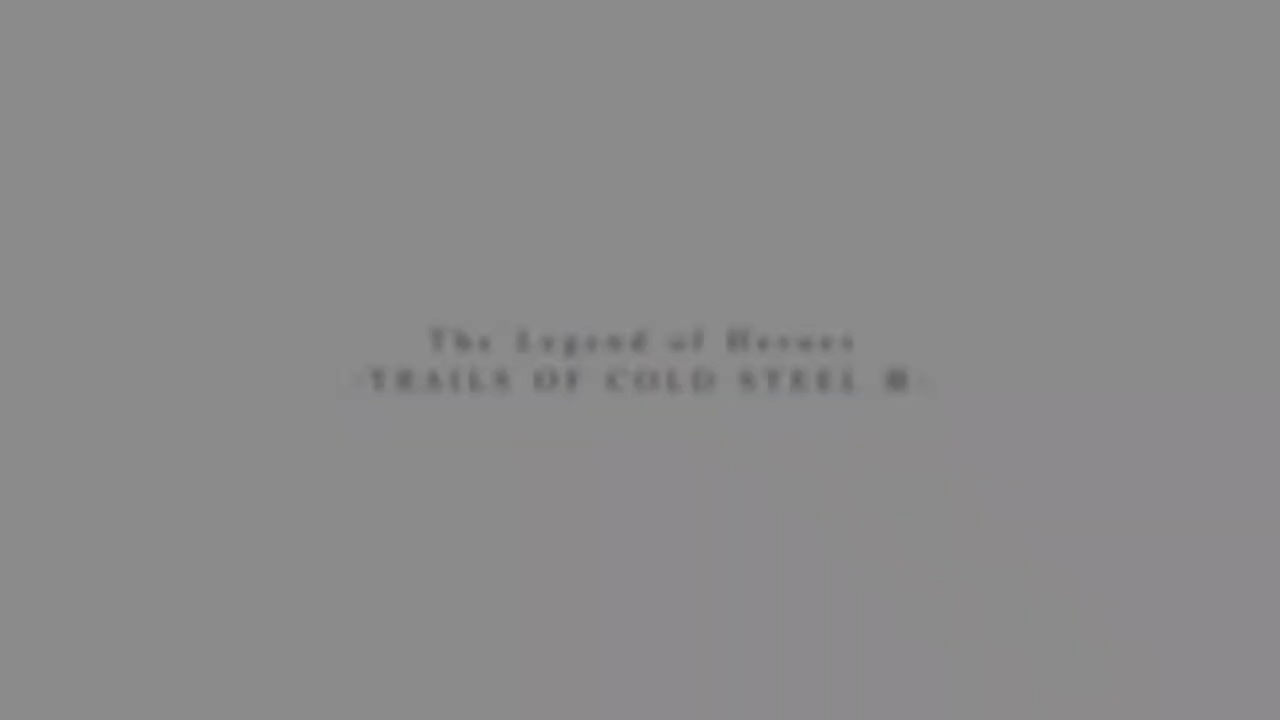 The Legend of Heroes
-TRAILS OF COLD STEEL -